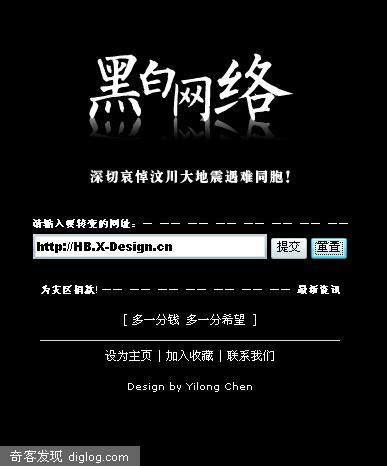 黑白网络
深切哀悼汶川大地震遇难同胞!
请输入要转变的网址:
http://HB.X-Design.cn 提交 重置
为灾区捐款! 最新资讯
[ 多一分钱 多一分希望 ]
设为主页 | 加入收藏 | 联系我们
Design by Yilong Chen
奇客发现 diglog.com